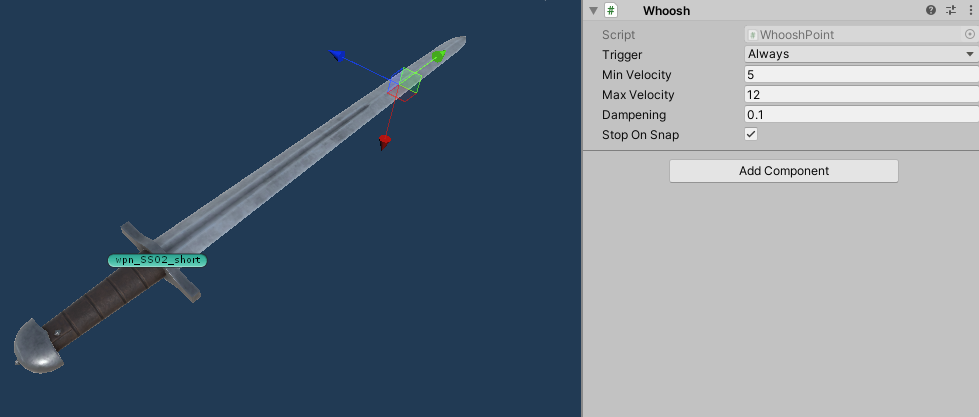 Whoosh
Script WhooshPoint
Trigger Always
Min Velocity 5
Max Velocity 12
Dampening 0.1
Stop On Snap
Add Component
wpn_SS02_short